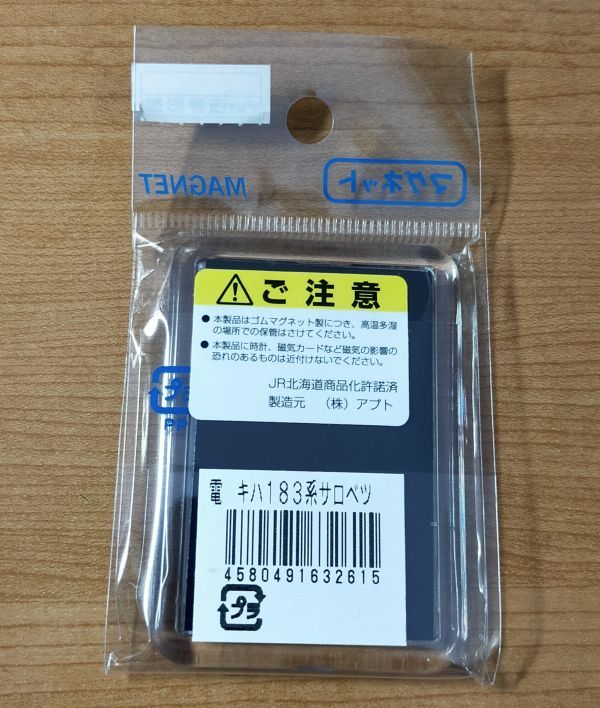 マグネット
MAGNET
ご注意
●本製品はゴムマグネット製につき、高温多湿
の場所での保管はさけてください。
●本製品に時計、磁気カードなど磁気の影響の
恐れのあるものは近付けないでください。
JR北海道商品化許諾済
製造元 (株)アプト
プラ
PP
電 キハ183系サロベツ
4580491632615
プラ